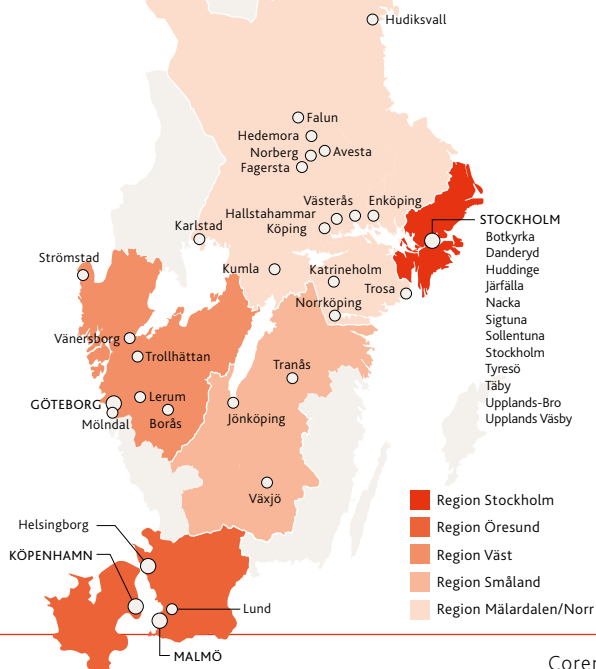 Hudiksvall
Falun
Hedemora
Norberg
Avesta
Fagersta
Västerås
Enköping
Hallstahammar
Köping
Karlstad
STOCKHOLM
Botkyrka
Danderyd
Huddinge
Järfälla
Nacka
Sigtuna
Sollentuna
Stockholm
Tyresö
Täby
Upplands-Bro
Upplands Väsby
Strömstad
Kumla
Katrineholm
Trosa
Norrköping
Vänersborg
Trollhättan
Tranås
GÖTEBORG
Lerum
Mölndal
Borås
Jönköping
Växjö
Region Stockholm
Region Öresund
Region Väst
Region Småland
Region Mälardalen/Norr
Helsingborg
KÖPENHAMN
Lund
MALMÖ